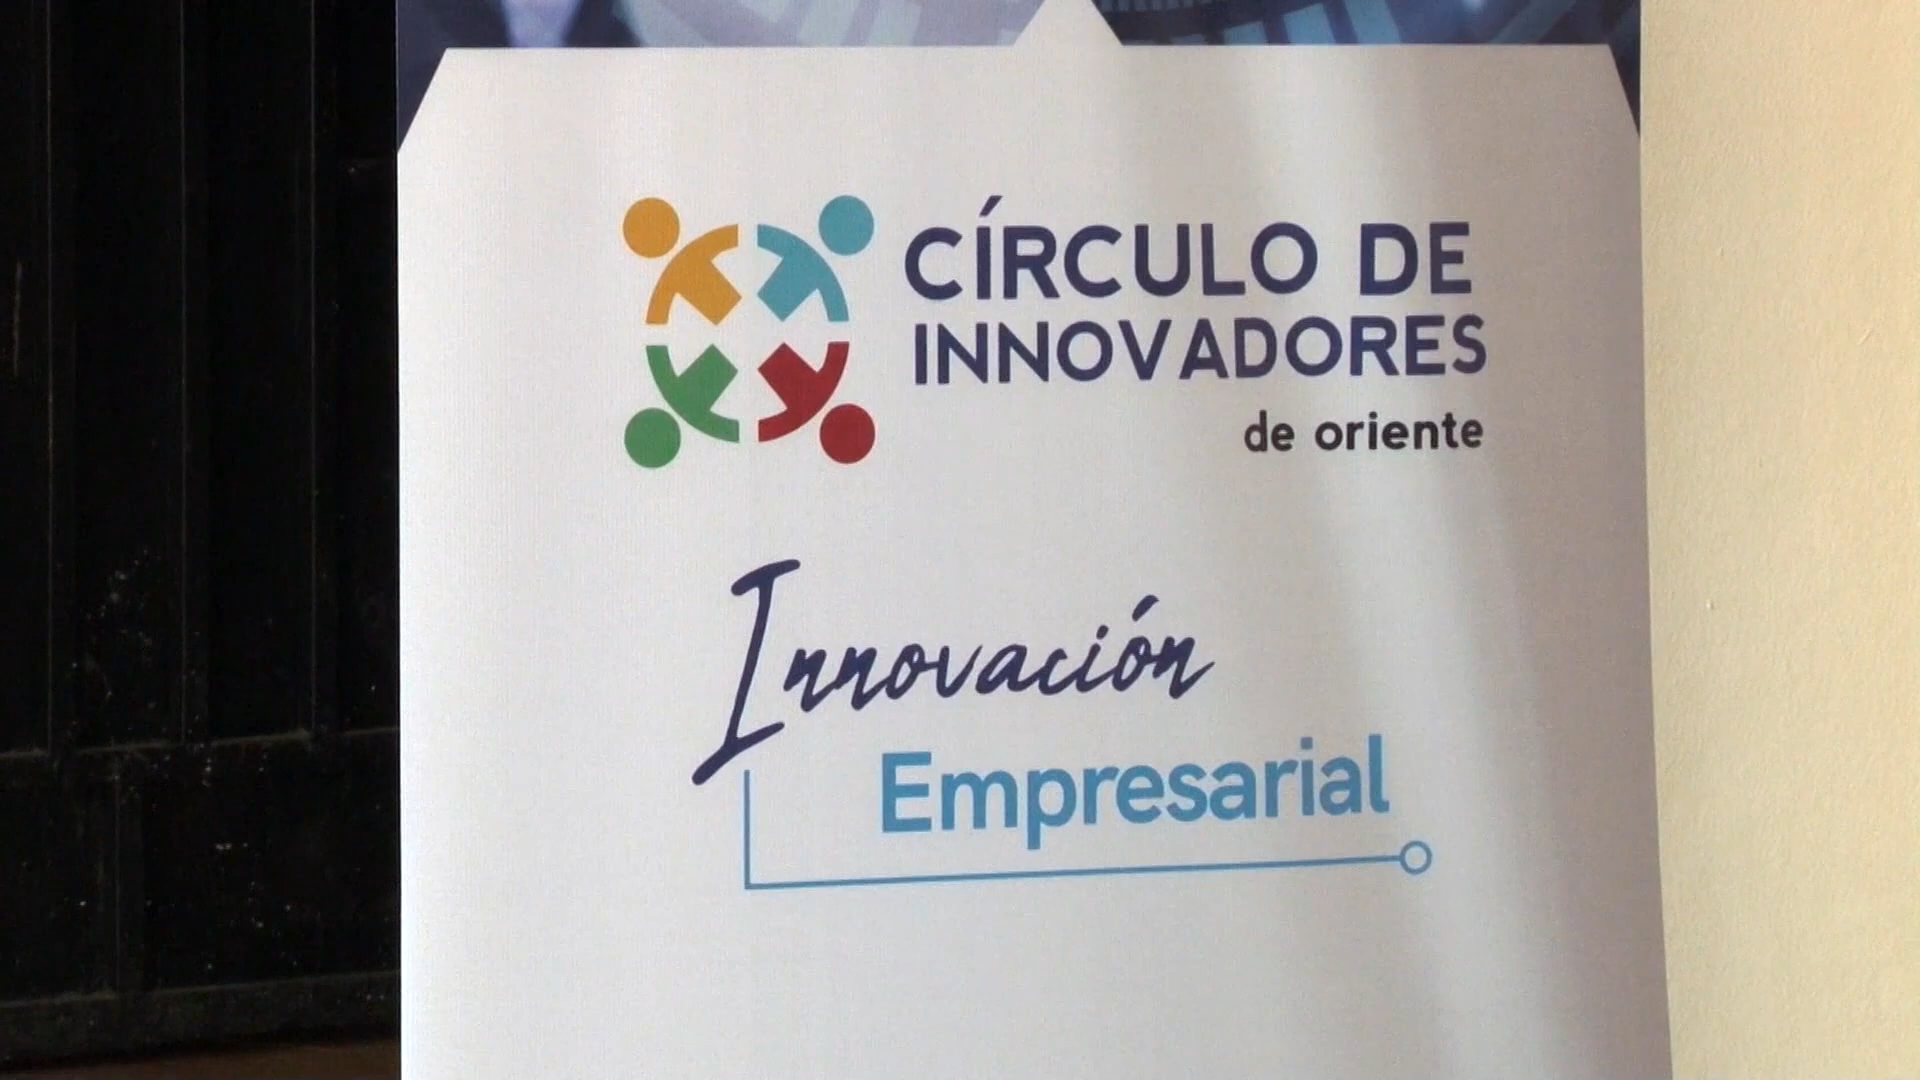 CÍRCULO DE
INNOVADORES
de oriente
Innovación
Empresarial